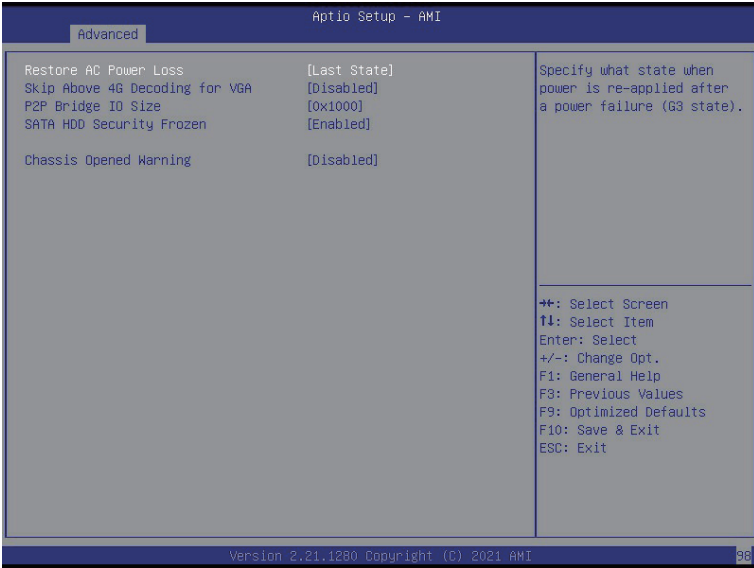 Aptio Setup – AMI
Advanced
Restore AC Power Loss [Last State]
Skip Above 4G Decoding for VGA [Disabled]
P2P Bridge IO Size [0x1000]
SATA HDD Security Frozen [Enabled]
Chassis Opened Warning [Disabled]
Specify what state when
power is re-applied after
a power failure (G3 state).
→←: Select Screen
↑↓: Select Item
Enter: Select
+/-: Change Opt.
F1: General Help
F3: Previous Values
F9: Optimized Defaults
F10: Save & Exit
ESC: Exit
Version 2.21.1280 Copyright (C) 2021 AMI
98